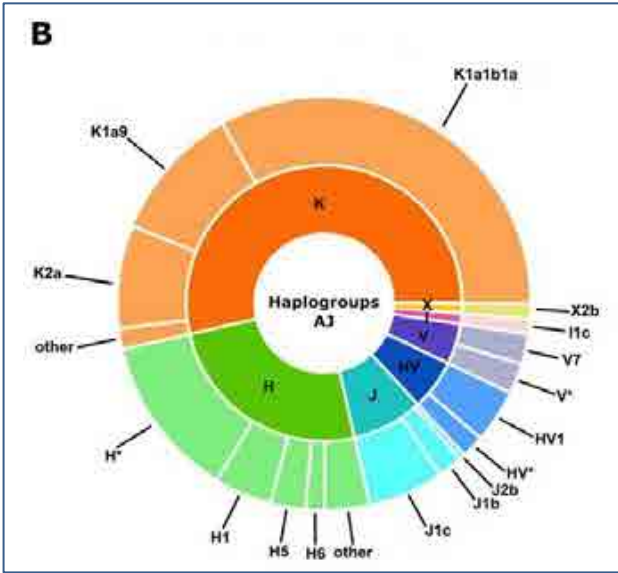 B
K1a1b1a
K1a9
K
K2a
Haplogroups
AJ
X
X2b
I
I1c
V
V7
other
V*
HV
H
J
HV1
H*
HV*
J2b
J1b
J1c
H1
H5
H6
other